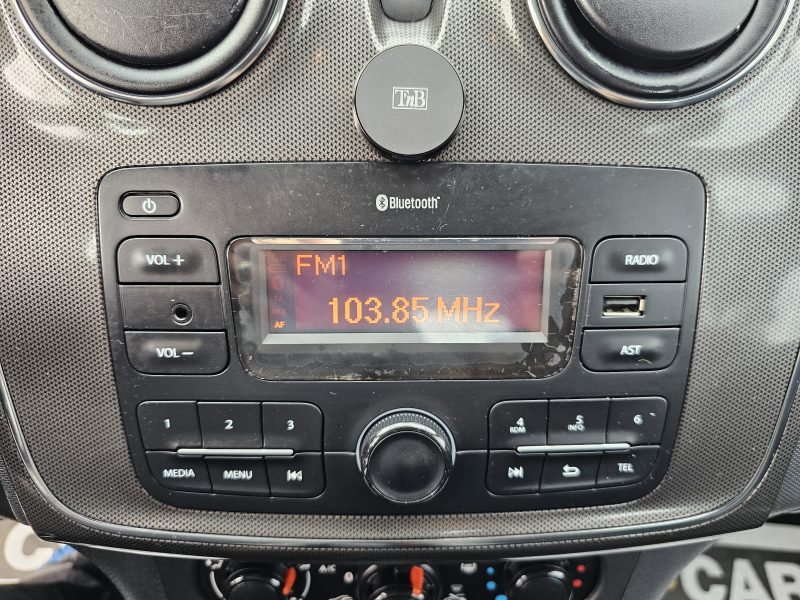 TnB
Bluetooth
VOL +
RADIO
FM1
103.85 MHz
TA
AF
VOL −
AST
1 2 3
4 RDM 5 INFO 6
MEDIA MENU
TEL
A/C
CAR